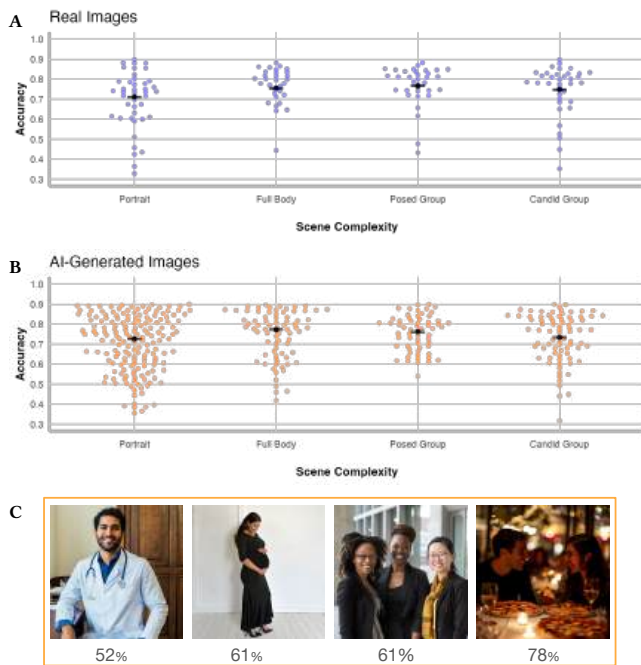 A
Real Images
Accuracy
1.0
0.9
0.8
0.7
0.6
0.5
0.4
0.3
Portrait Full Body Posed Group Candid Group
Scene Complexity
B
AI-Generated Images
Accuracy
1.0
0.9
0.8
0.7
0.6
0.5
0.4
0.3
Portrait Full Body Posed Group Candid Group
Scene Complexity
C
52% 61% 61% 78%